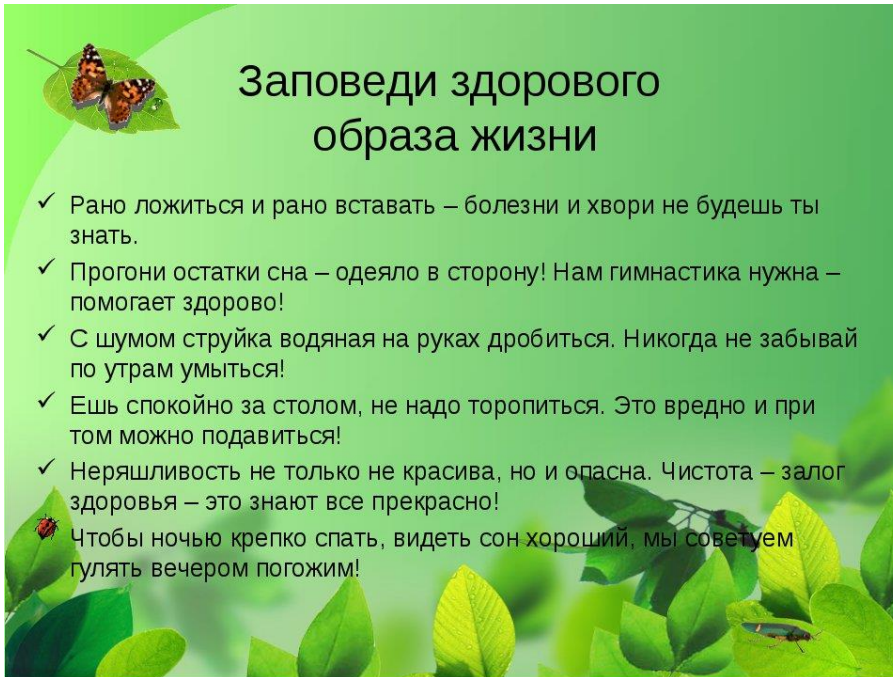 Заповеди здорового
образа жизни
Рано ложиться и рано вставать – болезни и хвори не будешь ты
знать.
Прогони остатки сна – одеяло в сторону! Нам гимнастика нужна –
помогает здорово!
С шумом струйка водяная на руках дробиться. Никогда не забывай
по утрам умыться!
Ешь спокойно за столом, не надо торопиться. Это вредно и при
том можно подавиться!
Неряшливость не только не красива, но и опасна. Чистота – залог
здоровья – это знают все прекрасно!
Чтобы ночью крепко спать, видеть сон хороший, мы советуем
гулять вечером погожим!